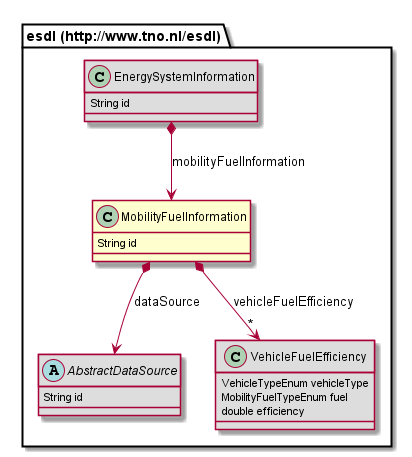 esdl (http://www.tno.nl/esdl)
C EnergySystemInformation
String id
mobilityFuelInformation
C MobilityFuelInformation
String id
dataSource
vehicleFuelEfficiency
*
A AbstractDataSource
String id
C VehicleFuelEfficiency
VehicleTypeEnum vehicleType
MobilityFuelTypeEnum fuel
double efficiency